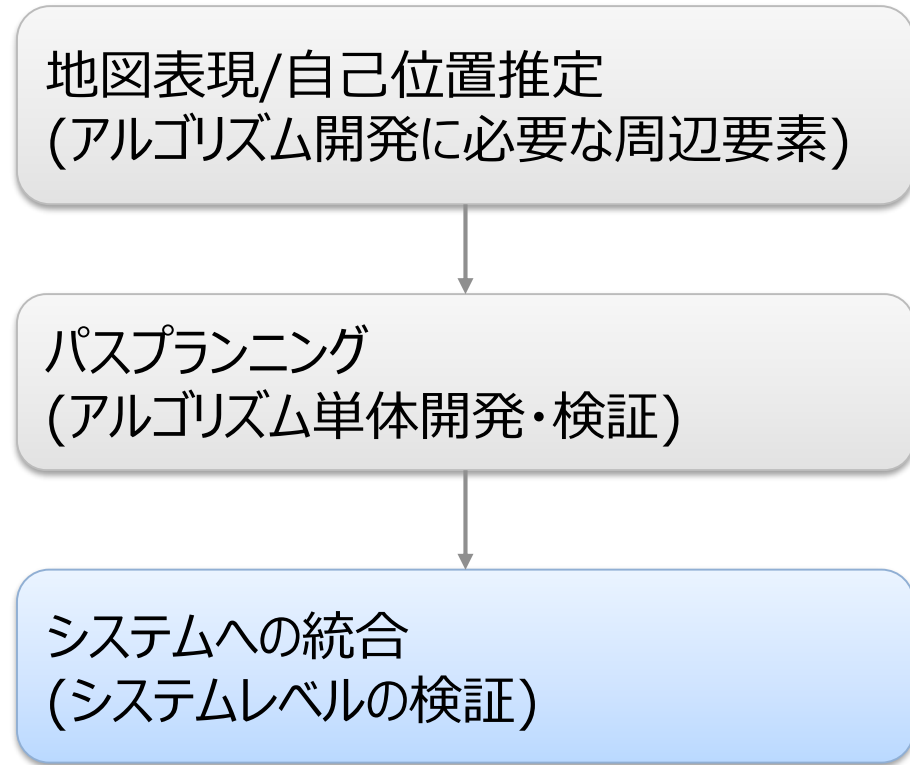 地図表現/自己位置推定
(アルゴリズム開発に必要な周辺要素)
パスプランニング
(アルゴリズム単体開発・検証)
システムへの統合
(システムレベルの検証)